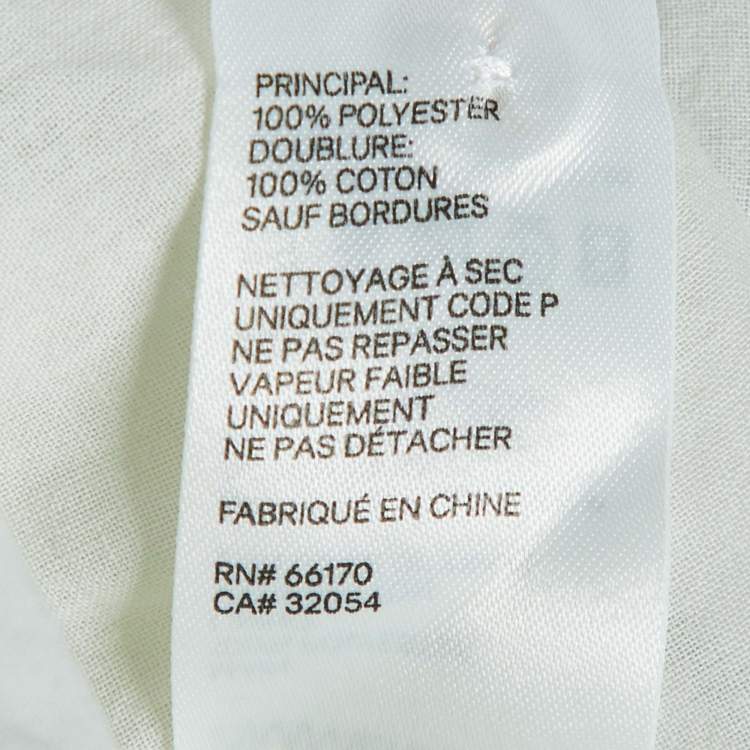 PRINCIPAL:
100% POLYESTER
DOUBLURE:
100% COTON
SAUF BORDURES
NETTOYAGE À SEC
UNIQUEMENT CODE P
NE PAS REPASSER
VAPEUR FAIBLE
UNIQUEMENT
NE PAS DÉTACHER
FABRIQUÉ EN CHINE
RN# 66170
CA# 32054